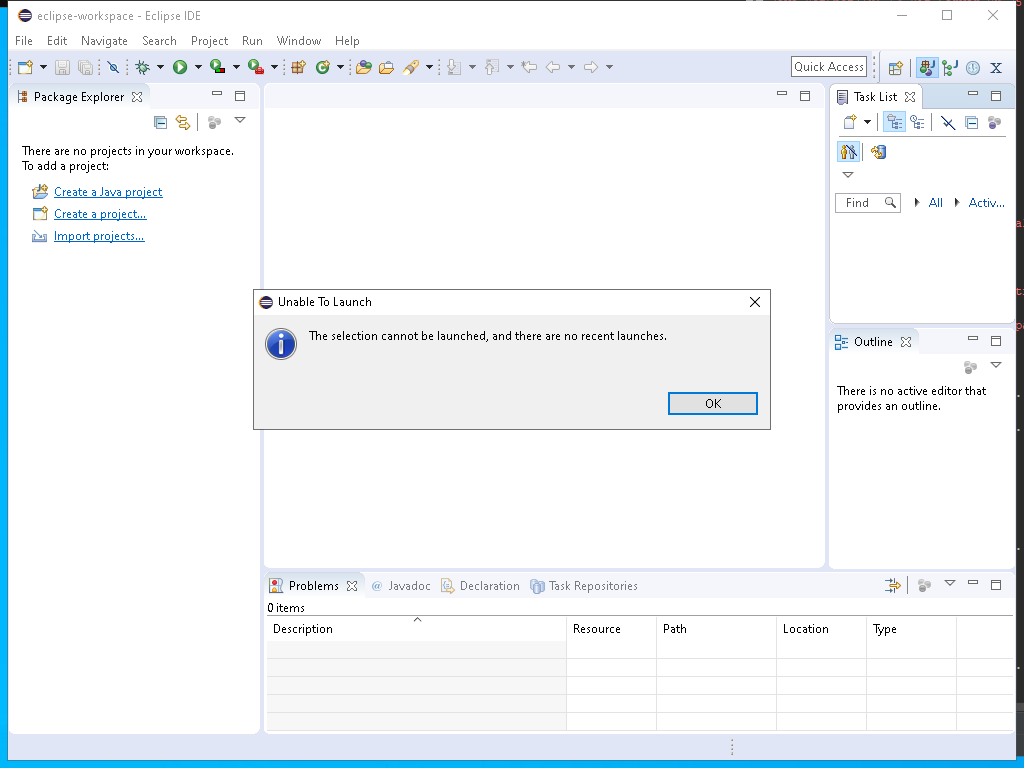 eclipse-workspace - Eclipse IDE
File Edit Navigate Search Project Run Window Help
Quick Access
Package Explorer
There are no projects in your workspace.
To add a project:
Create a Java project
Create a project...
Import projects...
Task List
Find
All
Activ...
Unable To Launch
The selection cannot be launched, and there are no recent launches.
OK
Outline
There is no active editor that
provides an outline.
Problems
@ Javadoc
Declaration
Task Repositories
0 items
Description Resource Path Location Type